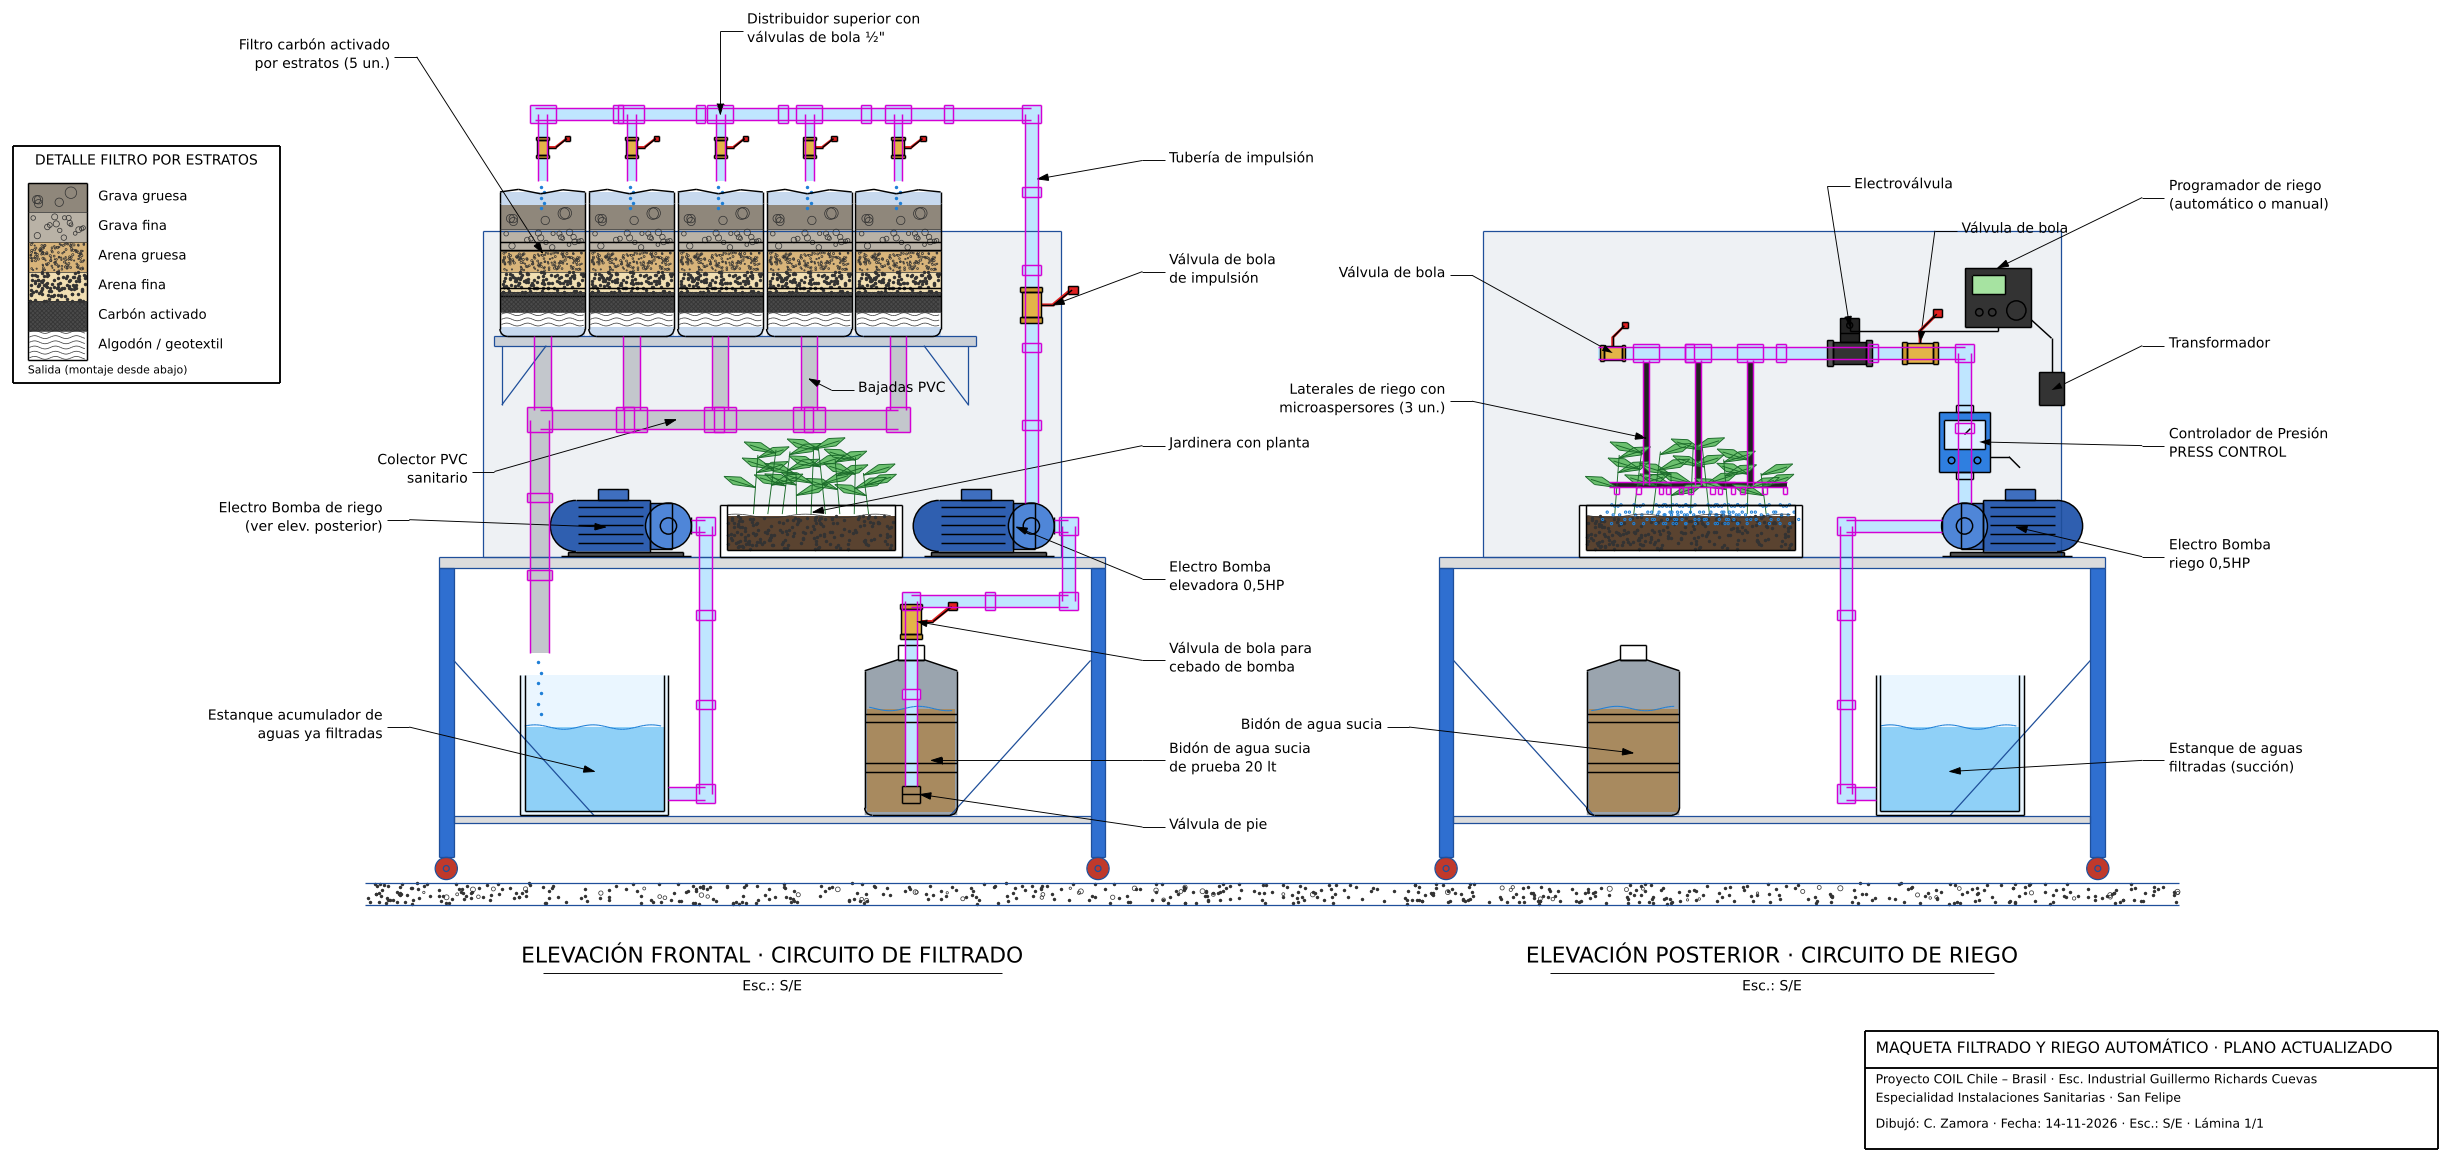 Distribuidor superior con
válvulas de bola ½"
Filtro carbón activado
por estratos (5 un.)
DETALLE FILTRO POR ESTRATOS
Grava gruesa
Grava fina
Arena gruesa
Arena fina
Carbón activado
Algodón / geotextil
Salida (montaje desde abajo)
Tubería de impulsión
Válvula de bola
de impulsión
Bajadas PVC
Jardinera con planta
Colector PVC
sanitario
Electro Bomba de riego
(ver elev. posterior)
Electro Bomba
elevadora 0,5HP
Válvula de bola para
cebado de bomba
Estanque acumulador de
aguas ya filtradas
Bidón de agua sucia
de prueba 20 lt
Válvula de pie
Electroválvula
Programador de riego
(automático o manual)
Válvula de bola
Válvula de bola
Transformador
Laterales de riego con
microaspersores (3 un.)
Controlador de Presión
PRESS CONTROL
Electro Bomba
riego 0,5HP
Bidón de agua sucia
Estanque de aguas
filtradas (succión)
ELEVACIÓN FRONTAL · CIRCUITO DE FILTRADO
Esc.: S/E
ELEVACIÓN POSTERIOR · CIRCUITO DE RIEGO
Esc.: S/E
MAQUETA FILTRADO Y RIEGO AUTOMÁTICO · PLANO ACTUALIZADO
Proyecto COIL Chile – Brasil · Esc. Industrial Guillermo Richards Cuevas
Especialidad Instalaciones Sanitarias · San Felipe
Dibujó: C. Zamora · Fecha: 14-11-2026 · Esc.: S/E · Lámina 1/1